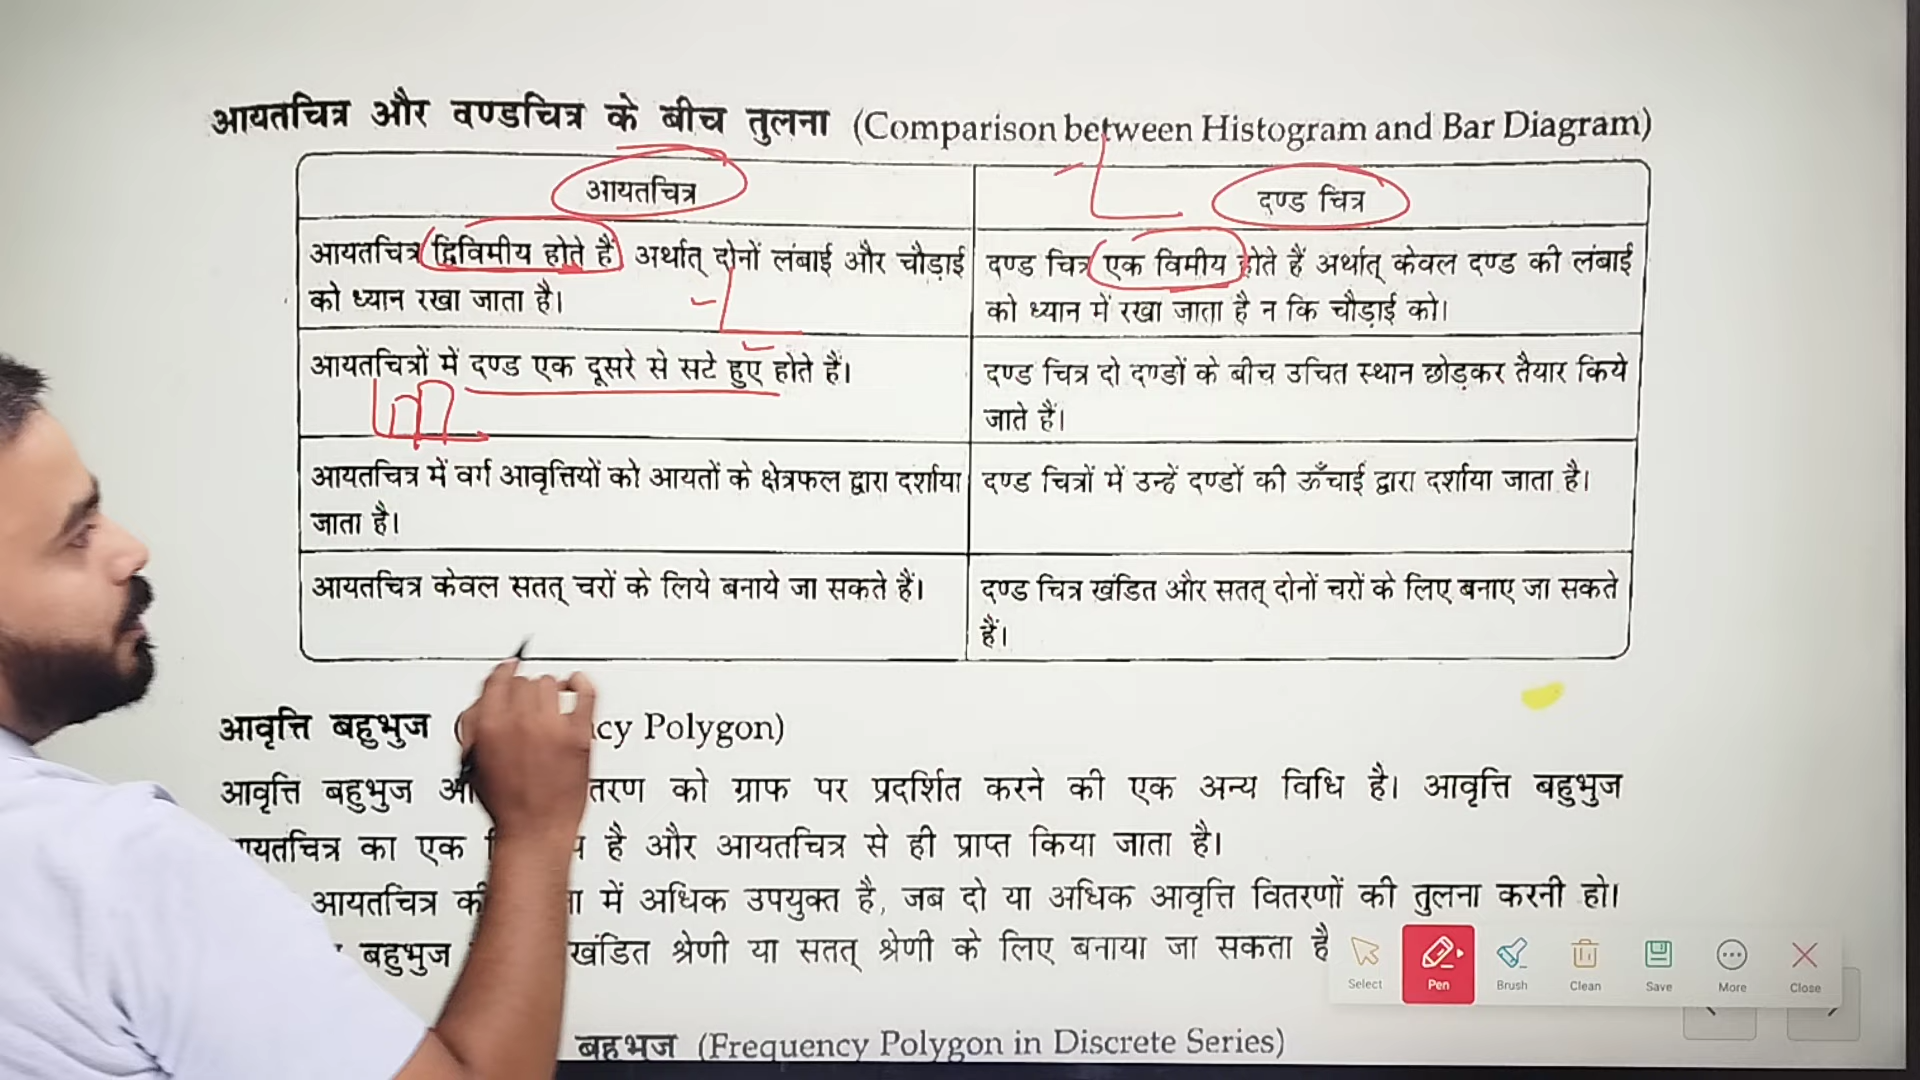 आयतचित्र और दण्डचित्र के बीच तुलना (Comparison between Histogram and Bar Diagram)
आयतचित्र
दण्ड चित्र
आयतचित्र द्विविमीय होते हैं अर्थात् दोनों लंबाई और चौड़ाई
को ध्यान रखा जाता है।
दण्ड चित्र एक विमीय होते हैं अर्थात् केवल दण्ड की लंबाई
को ध्यान में रखा जाता है न कि चौड़ाई को।
आयतचित्रों में दण्ड एक दूसरे से सटे हुए होते हैं।
दण्ड चित्र दो दण्डों के बीच उचित स्थान छोड़कर तैयार किये
जाते हैं।
आयतचित्र में वर्ग आवृत्तियों को आयतों के क्षेत्रफल द्वारा दर्शाया
जाता है।
दण्ड चित्रों में उन्हें दण्डों की ऊँचाई द्वारा दर्शाया जाता है।
आयतचित्र केवल सतत् चरों के लिये बनाये जा सकते हैं।
दण्ड चित्र खंडित और सतत् दोनों चरों के लिए बनाए जा सकते
हैं।
आवृत्ति बहुभुज Polygon)
आवृत्ति बहुभुज को ग्राफ पर प्रदर्शित करने की एक अन्य विधि है। आवृत्ति बहुभुज
का एक है और आयतचित्र से ही प्राप्त किया जाता है।
आयतचित्र में अधिक उपयुक्त है, जब दो या अधिक आवृत्ति वितरणों की तुलना करनी हो।
बहुभुज खंडित श्रेणी या सतत् श्रेणी के लिए बनाया जा सकता है
बहुभुज (Frequency Polygon in Discrete Series)
Select
Pen
Brush
Clean
Save
More
Close